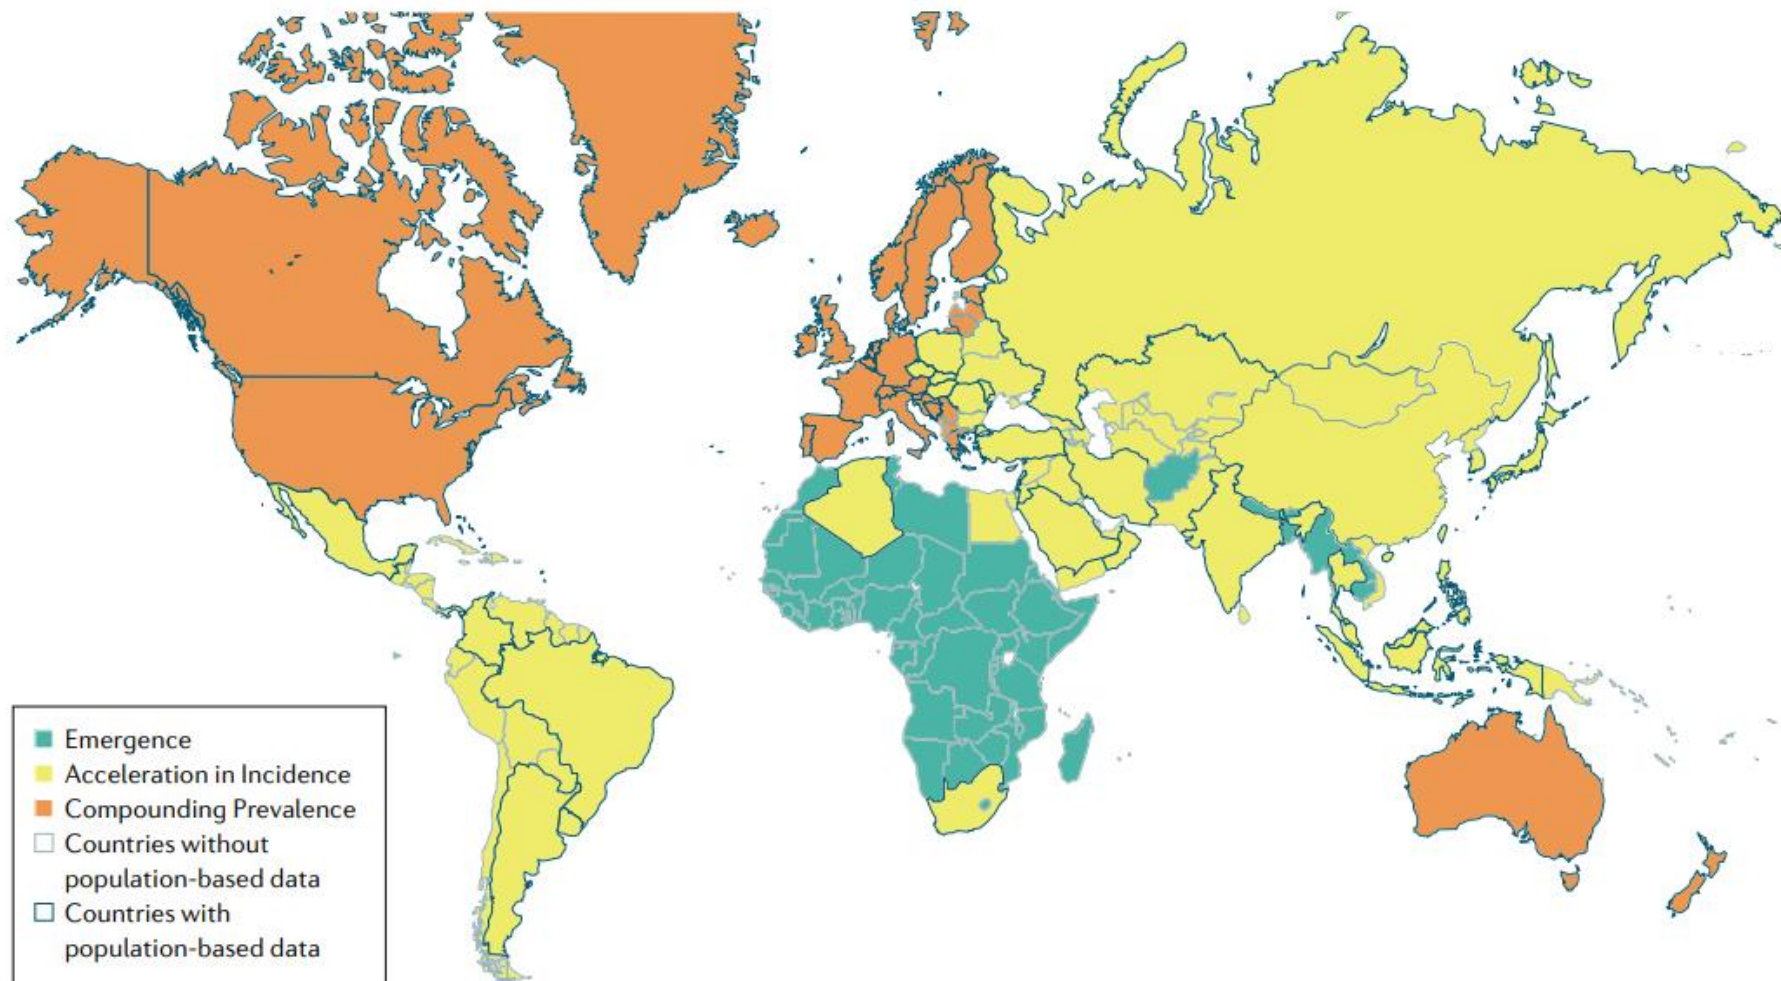 Emergence
Acceleration in Incidence
Compounding Prevalence
Countries without
population-based data
Countries with
population-based data